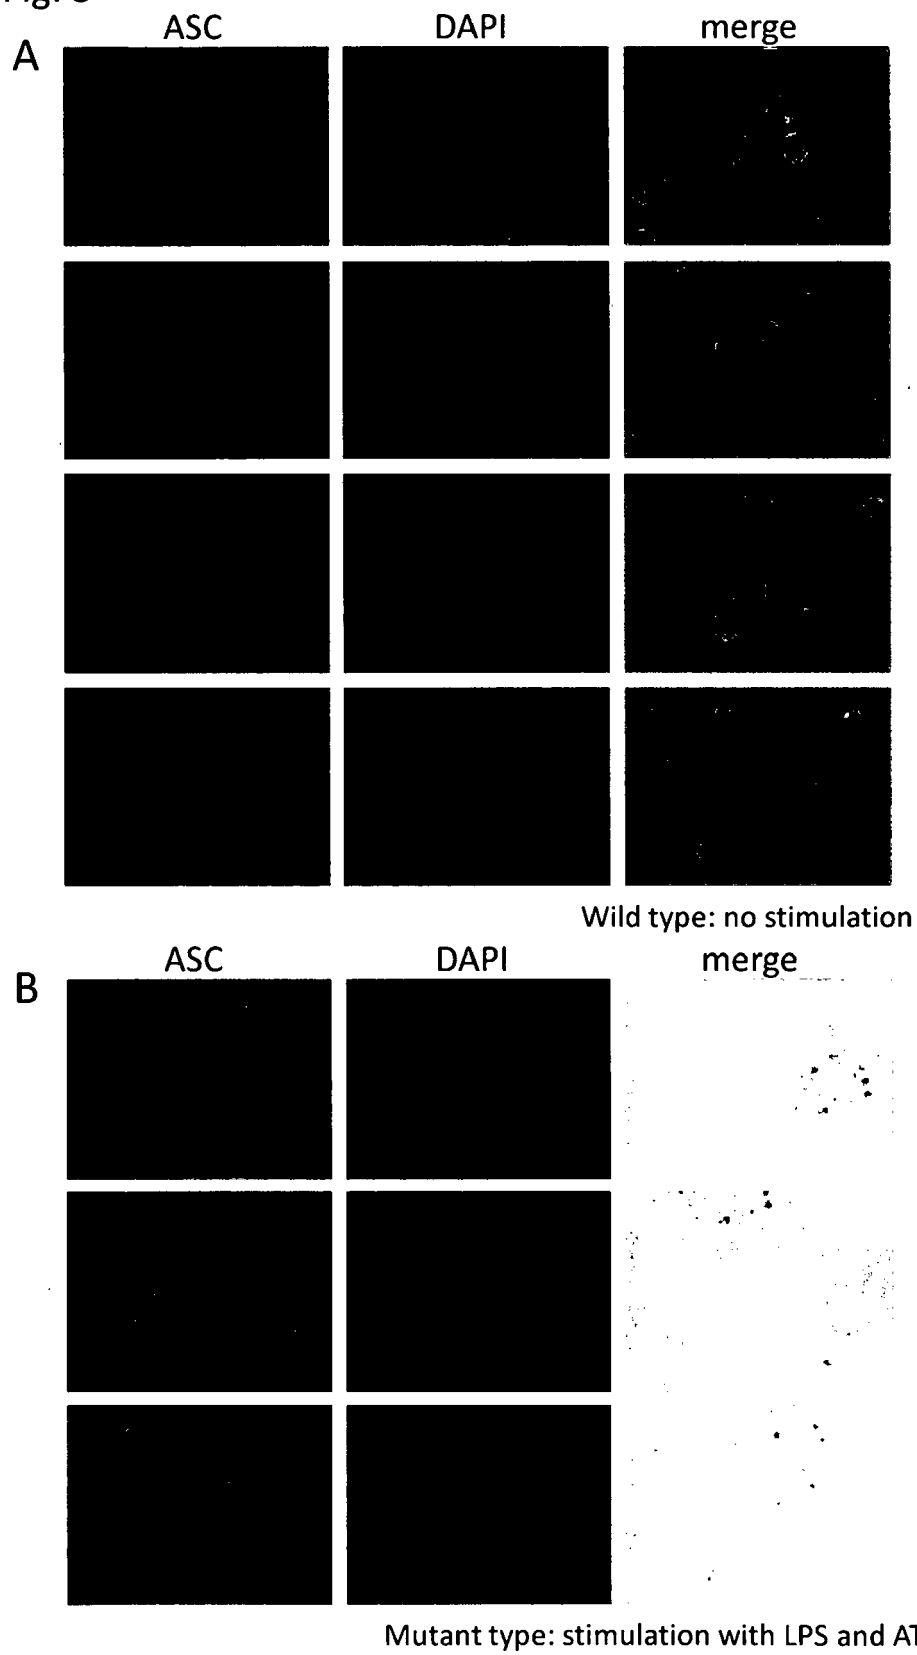 ASC DAPI merge
A
Wild type: no stimulation
ASC DAPI merge
B
Mutant type: stimulation with LPS and